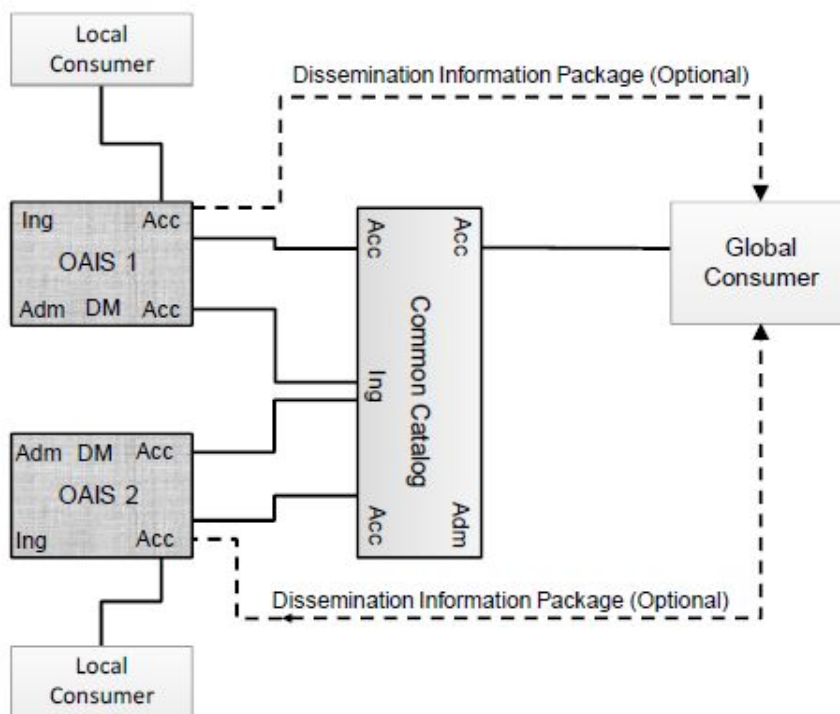 Local
Consumer
Dissemination Information Package (Optional)
Ing Acc
OAIS 1
Adm DM Acc
Acc Acc
Common Catalog
Ing
Acc Adm
Global
Consumer
Adm DM Acc
OAIS 2
Ing Acc
Dissemination Information Package (Optional)
Local
Consumer